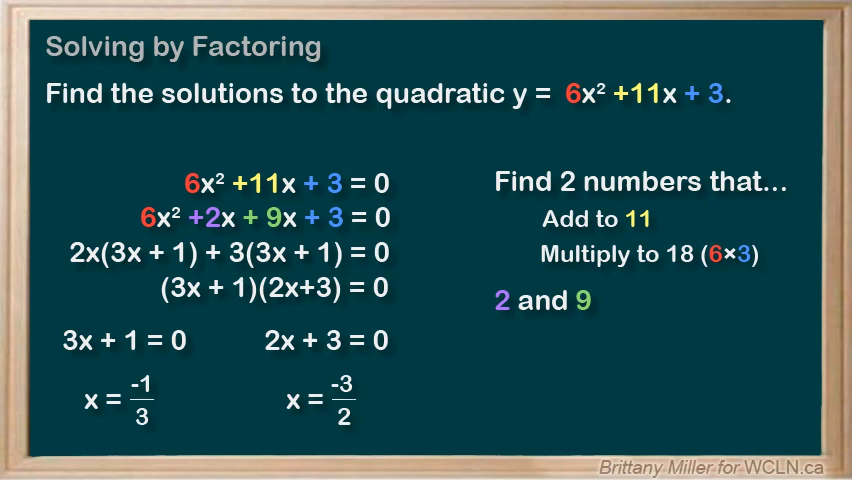 Solving by Factoring
Find the solutions to the quadratic y = 6x² +11x + 3.
6x² +11x + 3 = 0
6x² +2x + 9x + 3 = 0
2x(3x + 1) + 3(3x + 1) = 0
(3x + 1)(2x+3) = 0
3x + 1 = 0
2x + 3 = 0
x = -1/3
x = -3/2
Find 2 numbers that...
Add to 11
Multiply to 18 (6×3)
2 and 9
Brittany Miller for WCLN.ca